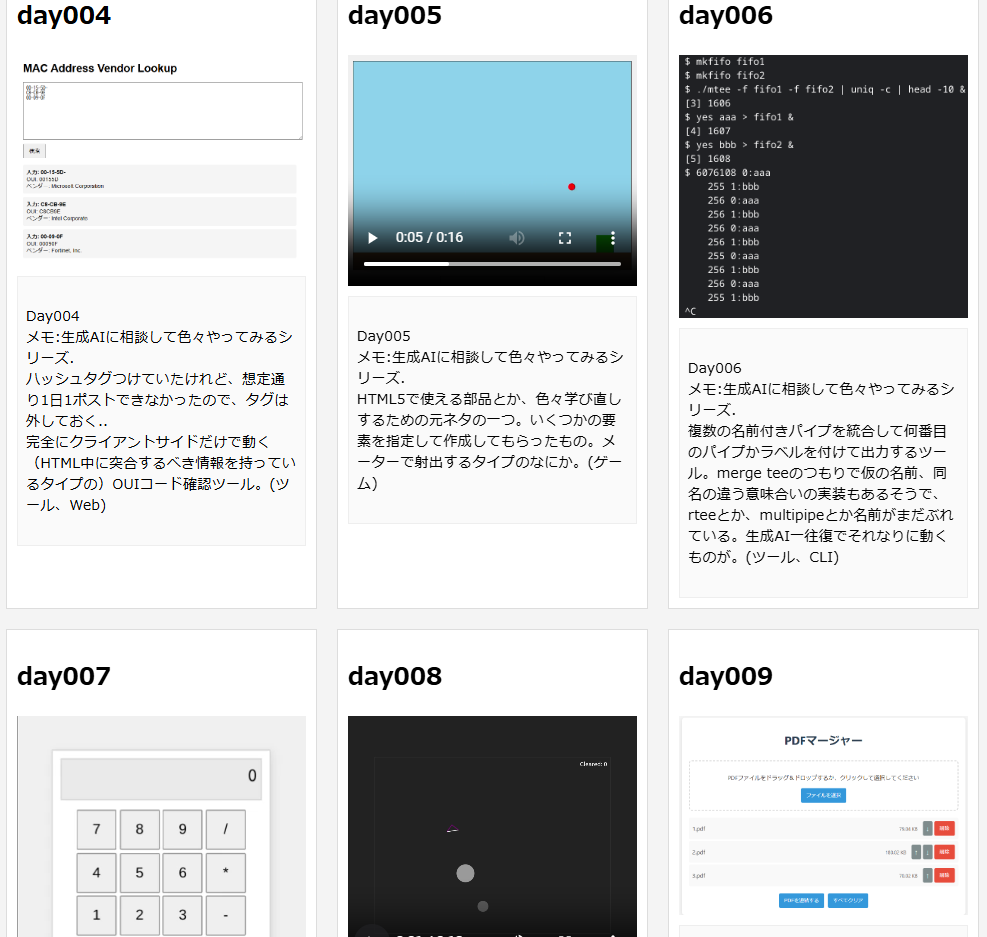 day004
MAC Address Vendor Lookup
検索
入力: 00-15-5D-
OUI: 00155D
ベンダー: Microsoft Corporation
入力: C8-CB-9E
OUI: C8CB9E
ベンダー: Intel Corporate
OUI: 00090F
ベンダー: Fortinet, Inc.
Day004
メモ:生成AIに相談して色々やってみるシ
リーズ.
ハッシュタグつけていたけれど、想定通
り1日1ポストできなかったので、タグは
外しておく..
完全にクライアントサイドだけで動く
（HTML中に突合するべき情報を持ってい
るタイプの）OUIコード確認ツール。(ツ
ール、Web)
day005
0:05 / 0:16
Day005
メモ:生成AIに相談して色々やってみるシ
リーズ.
HTML5で使える部品とか、色々学び直し
するための元ネタの一つ。いくつかの要
素を指定して作成してもらったもの。メ
ーターで射出するタイプのなにか。(ゲー
ム）
day006
$ mkfifo fifo1
$ mkfifo fifo2
$ ./mtee -f fifo1 -f fifo2 | uniq -c | head -10 &
[3] 1606
$ yes aaa > fifo1 &
[4] 1607
$ yes bbb > fifo2 &
[5] 1608
$ 6076108 0:aaa
255 1:bbb
256 0:aaa
256 1:bbb
256 0:aaa
256 1:bbb
255 0:aaa
256 1:bbb
256 0:aaa
255 1:bbb
^C
Day006
メモ:生成AIに相談して色々やってみるシ
リーズ.
複数の名前付きパイプを統合して何番目
のパイプかラベルを付けて出力するツー
ル。merge teeのつもりで仮の名前、同
名の違う意味合いの実装もあるそうで、
rteeとか、multipipeとか名前がまだぶれ
ている。生成AI一往復でそれなりに動く
ものが。(ツール、CLI)
day007
0
7 8 9 /
4 5 6 *
1 2 3 -
day008
Cleared: 0
day009
PDFマージャー
PDFファイルをドラッグ&ドロップするか、クリックして選択してください
ファイルを選択
1.pdf ↓ 削除
2.pdf ↑ ↓ 削除
3.pdf ↑ 削除
PDFを連結する すべてクリア